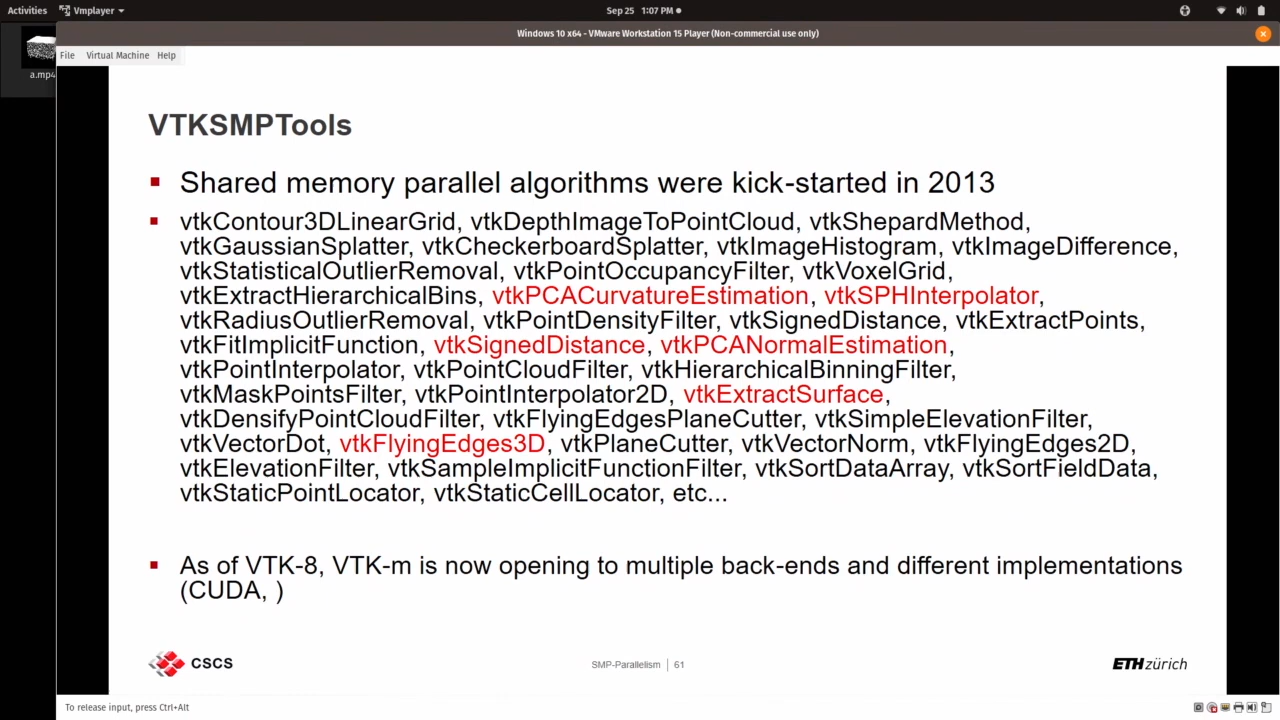 Activities
Vmplayer
Sep 25 1:07 PM
Windows 10 x64 - VMware Workstation 15 Player (Non-commercial use only)
a.mp4
File Virtual Machine Help
VTKSMPTools
Shared memory parallel algorithms were kick-started in 2013
vtkContour3DLinearGrid, vtkDepthImageToPointCloud, vtkShepardMethod,
vtkGaussianSplatter, vtkCheckerboardSplatter, vtkImageHistogram, vtkImageDifference,
vtkStatisticalOutlierRemoval, vtkPointOccupancyFilter, vtkVoxelGrid,
vtkExtractHierarchicalBins, vtkPCACurvatureEstimation, vtkSPHInterpolator,
vtkRadiusOutlierRemoval, vtkPointDensityFilter, vtkSignedDistance, vtkExtractPoints,
vtkFitImplicitFunction, vtkSignedDistance, vtkPCANormalEstimation,
vtkPointInterpolator, vtkPointCloudFilter, vtkHierarchicalBinningFilter,
vtkMaskPointsFilter, vtkPointInterpolator2D, vtkExtractSurface,
vtkDensifyPointCloudFilter, vtkFlyingEdgesPlaneCutter, vtkSimpleElevationFilter,
vtkVectorDot, vtkFlyingEdges3D, vtkPlaneCutter, vtkVectorNorm, vtkFlyingEdges2D,
vtkElevationFilter, vtkSampleImplicitFunctionFilter, vtkSortDataArray, vtkSortFieldData,
vtkStaticPointLocator, vtkStaticCellLocator, etc...
As of VTK-8, VTK-m is now opening to multiple back-ends and different implementations
(CUDA, )
CSCS
SMP-Parallelism | 61
ETH zürich
To release input, press Ctrl+Alt